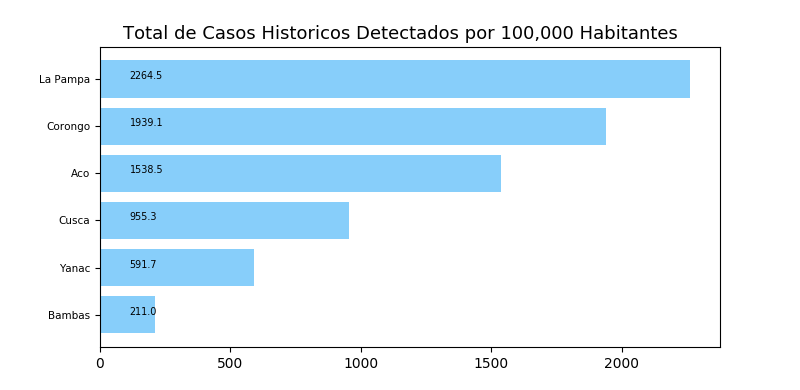 Total de Casos Historicos Detectados por 100,000 Habitantes
La Pampa 2264.5
Corongo 1939.1
Aco 1538.5
Cusca 955.3
Yanac 591.7
Bambas 211.0
0 500 1000 1500 2000